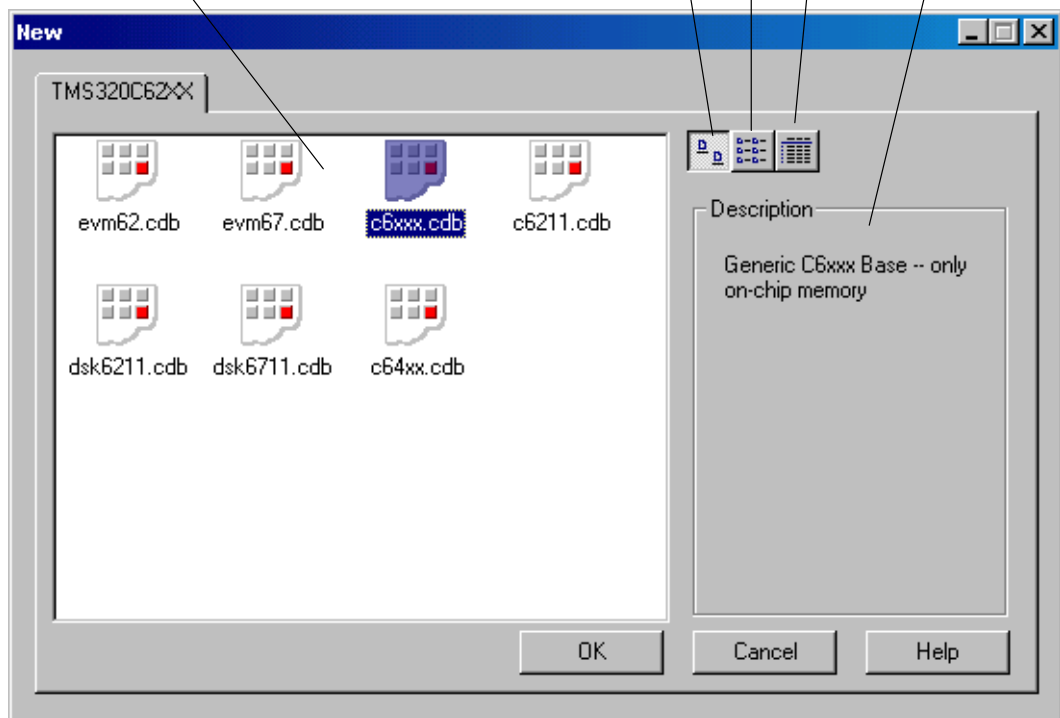 New
TMS320C62XX
evm62.cdb evm67.cdb c6xxx.cdb c6211.cdb
dsk6211.cdb dsk6711.cdb c64xx.cdb
Description
Generic C6xxx Base -- only
on-chip memory
OK Cancel Help